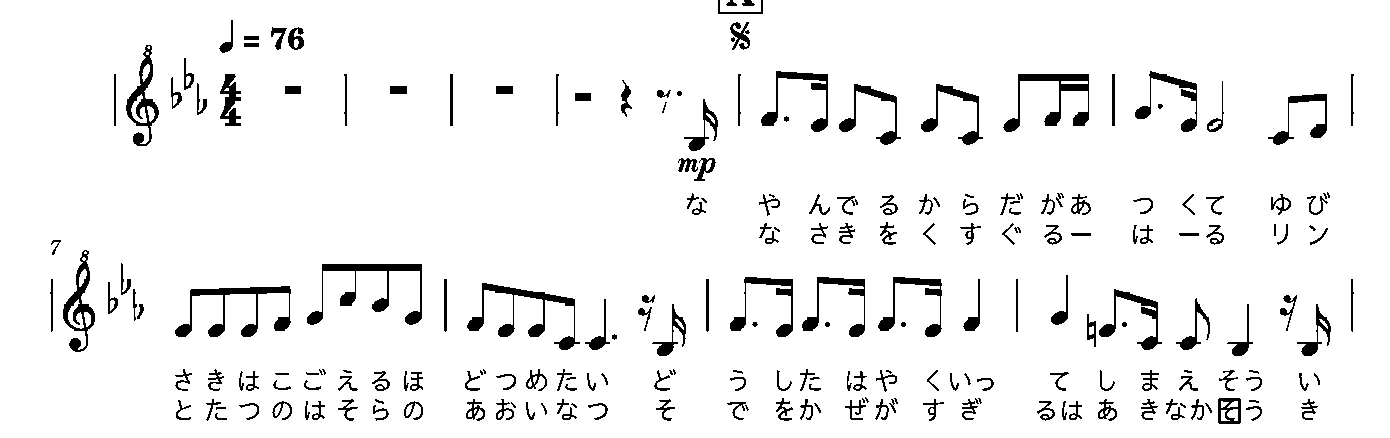 A
= 76
mp
な や んで る か ら だ があ つ くて ゆ び
な さき を く す ぐ るー は ーる リ ン
7
さ き は こ ご え る ほ ど つ め た い ど う し た は や く いっ て し ま え そう い
と た つ の は そ ら の あ お い な つ そ で を か ぜ が す ぎ るは あ き なか そう き